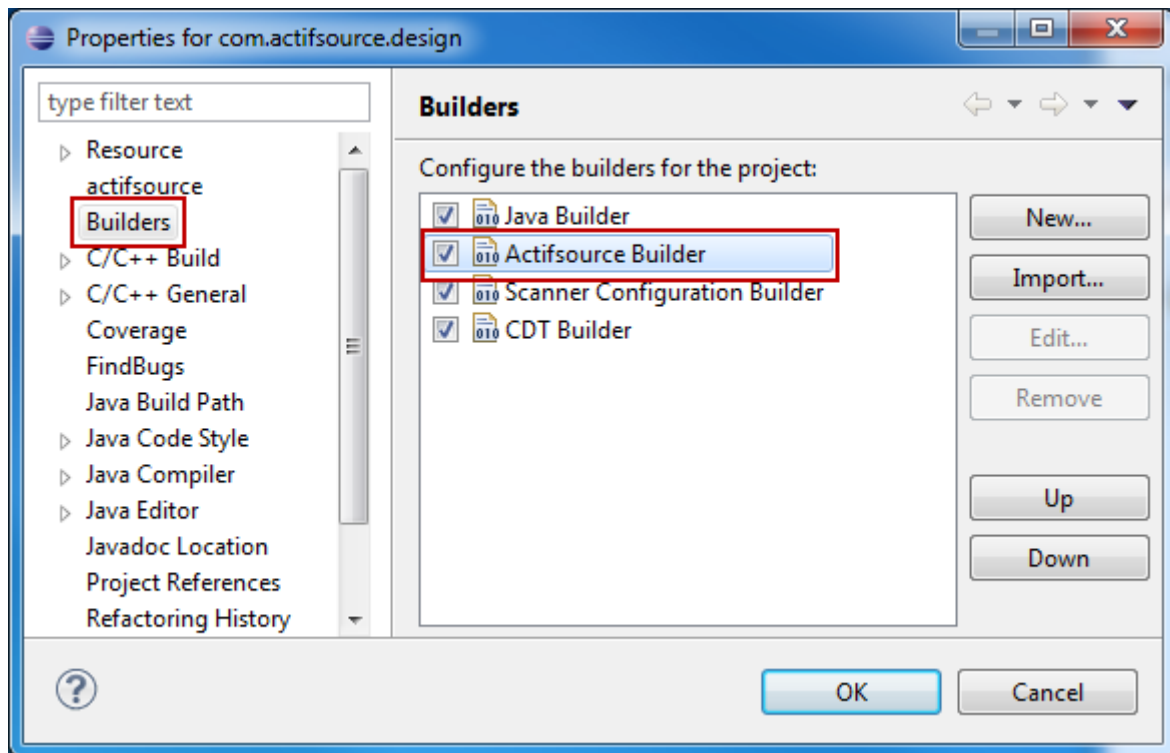 Properties for com.actifsource.design
type filter text
Resource
actifsource
Builders
C/C++ Build
C/C++ General
Coverage
FindBugs
Java Build Path
Java Code Style
Java Compiler
Java Editor
Javadoc Location
Project References
Refactoring History
Builders
Configure the builders for the project:
Java Builder
Actifsource Builder
Scanner Configuration Builder
CDT Builder
New...
Import...
Edit...
Remove
Up
Down
?
OK
Cancel